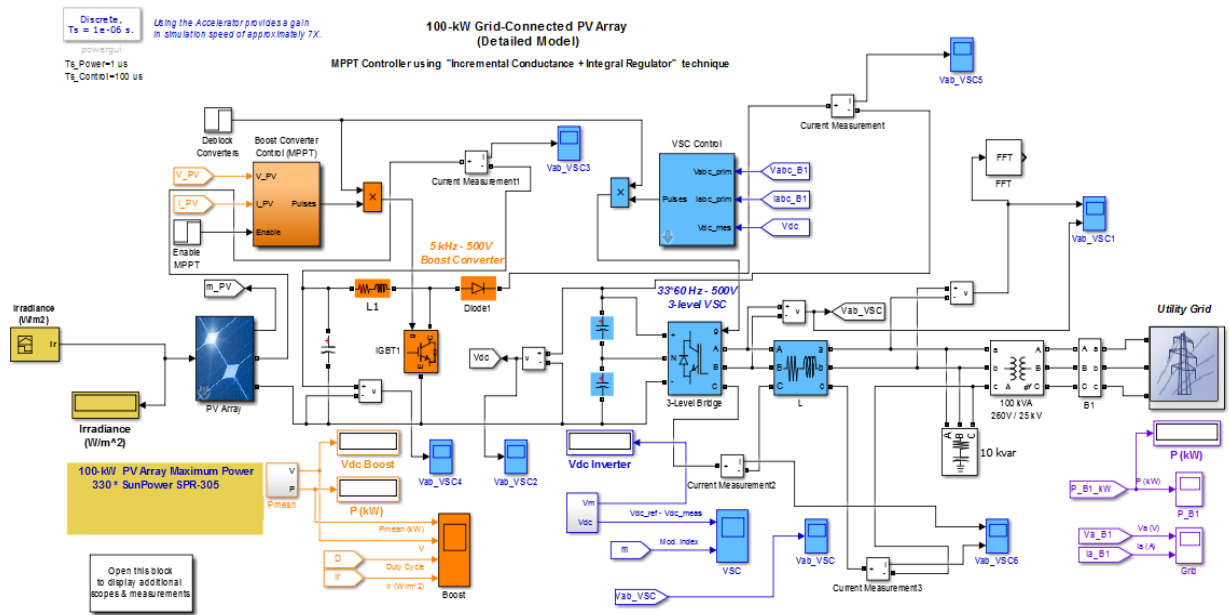 Discrete,
Ts = 1e-06 s.
powergui
Ts_Power=1 us
Ts_Control=100 us
Using the Accelerator provides a gain
in simulation speed of approximately 7X.
100-kW Grid-Connected PV Array
(Detailed Model)
MPPT Controller using "Incremental Conductance + Integral Regulator" technique
Vab_VSC5
Current Measurement
Deblock
Converters
Boost Converter
Control (MPPT)
V_PV
I_PV
V_PV
I_PV
Enable
Pulses
Enable
MPPT
×
Current Measurement1
Vab_VSC3
VSC Control
Vabc_prim
Iabc_prim
Vdc_mes
Pulses
×
Vabc_B1
Iabc_B1
Vdc
FFT
FFT
Vab_VSC1
5 kHz - 500V
Boost Converter
m_PV
L1
Diode1
IGBT1
Irradiance
(W/m2)
Ir
PV Array
Irradiance
(W/m^2)
Vdc
33*60 Hz - 500V
3-level VSC
3-Level Bridge
g
+
N
-
A
B
C
Vab_VSC
A
B
C
a
b
c
L
a
b
c
A
B
C
100 kVA
260V / 25 kV
A
B
C
a
b
c
B1
Utility Grid
A B C
10 kvar
100-kW PV Array Maximum Power
330 * SunPower SPR-305
V
P
Pmean
Vdc Boost
P (kW)
Vab_VSC4
Vab_VSC2
Vdc Inverter
Current Measurement2
P (kW)
P_B1_kW
P (kW)
P_B1
Va_B1
Ia_B1
Va (V)
Ia (A)
Grid
Pmean (kW)
V
D
Duty Cycle
Ir
Ir (W/m^2)
Boost
Vm
Vdc
Vdc_ref - Vdc_meas
m
Mod. Index
VSC
Vab_VSC
Vab_VSC
Vab_VSC6
Current Measurement3
Open this block
to display additional
scopes & measurements